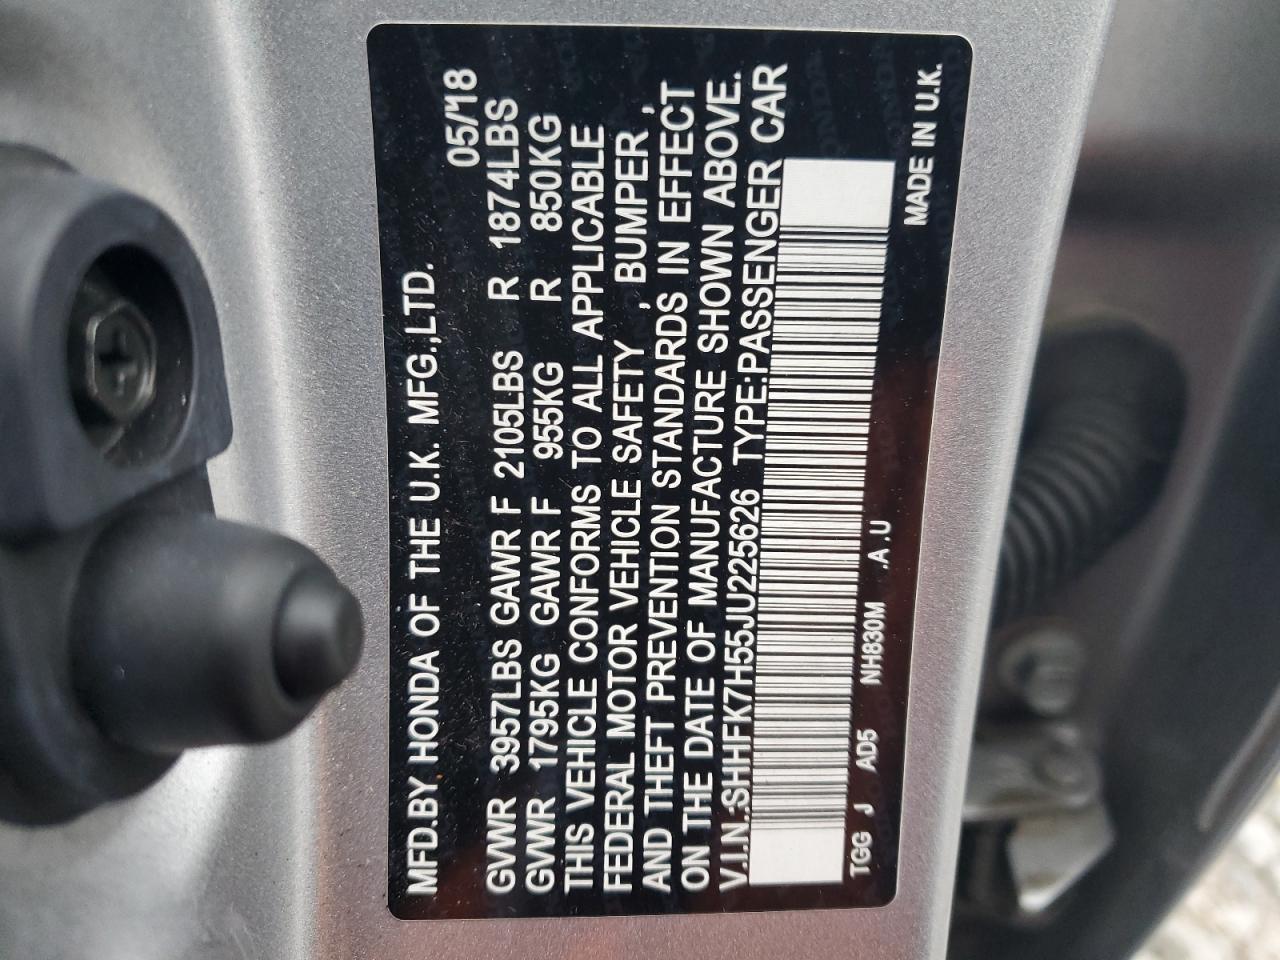 MFD.BY HONDA OF THE U.K. MFG.,LTD. 05/18
GVWR 3957LBS GAWR F 2105LBS R 1874LBS
GVWR 1795KG GAWR F 955KG R 850KG
THIS VEHICLE CONFORMS TO ALL APPLICABLE
FEDERAL MOTOR VEHICLE SAFETY , BUMPER ,
AND THEFT PREVENTION STANDARDS IN EFFECT
ON THE DATE OF MANUFACTURE SHOWN ABOVE.
V.I.N.:SHHFK7H55JU225626 TYPE:PASSENGER CAR
TGG J AD5 NH830M .A .U
MADE IN U.K.